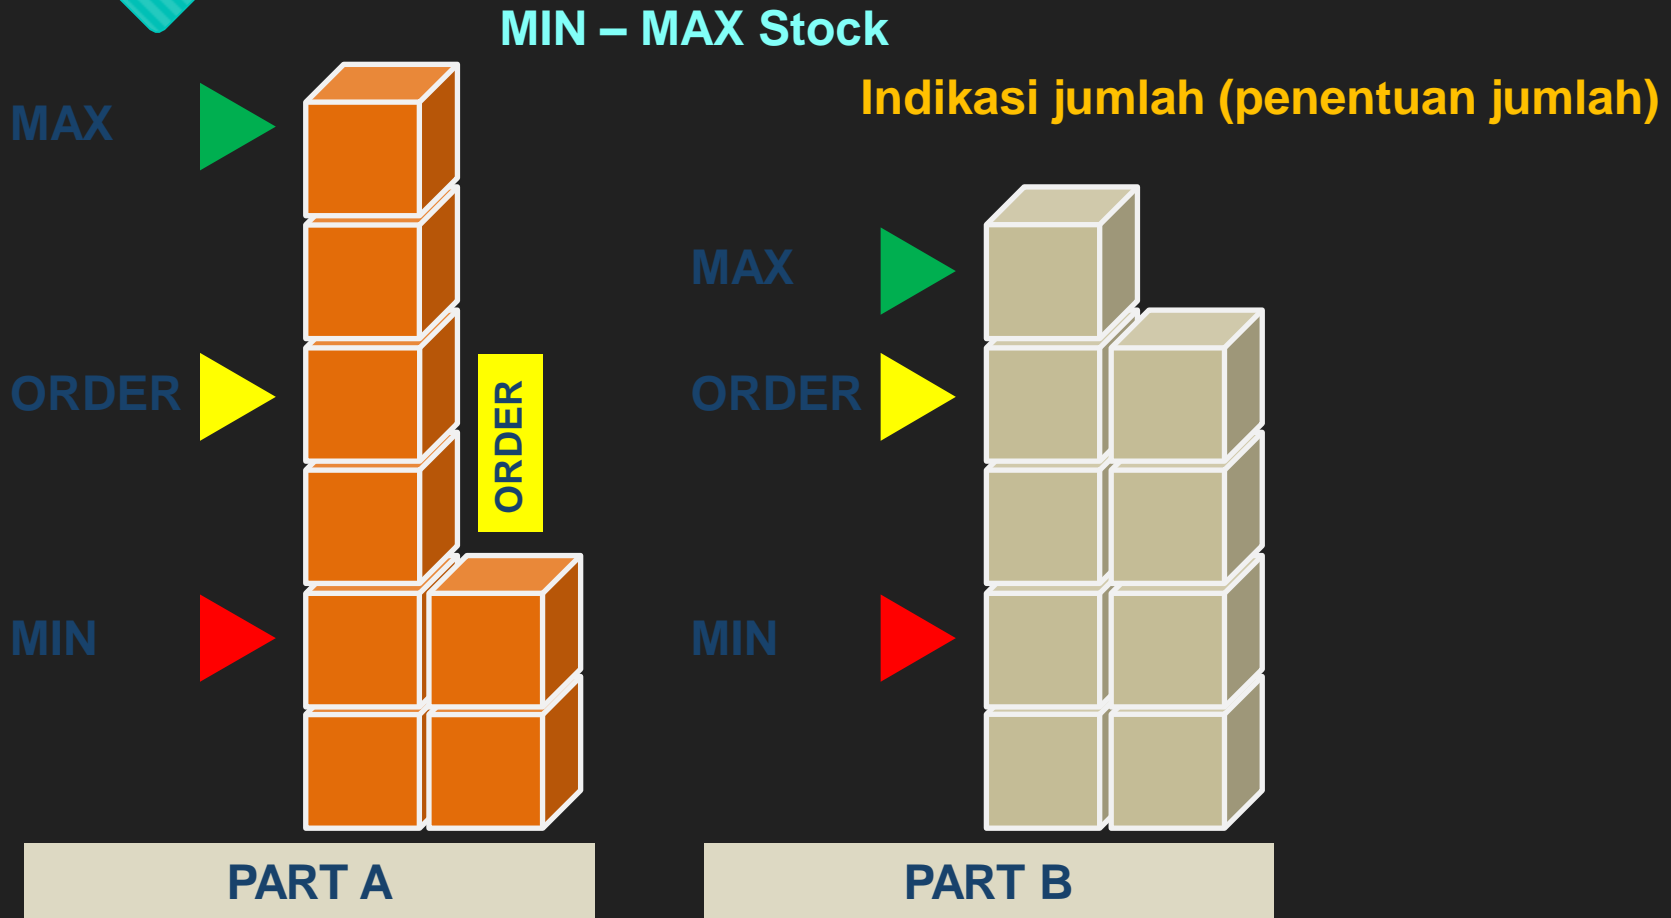 MIN – MAX Stock
Indikasi jumlah (penentuan jumlah)
MAX
ORDER
MIN
ORDER
PART A
MAX
ORDER
MIN
PART B